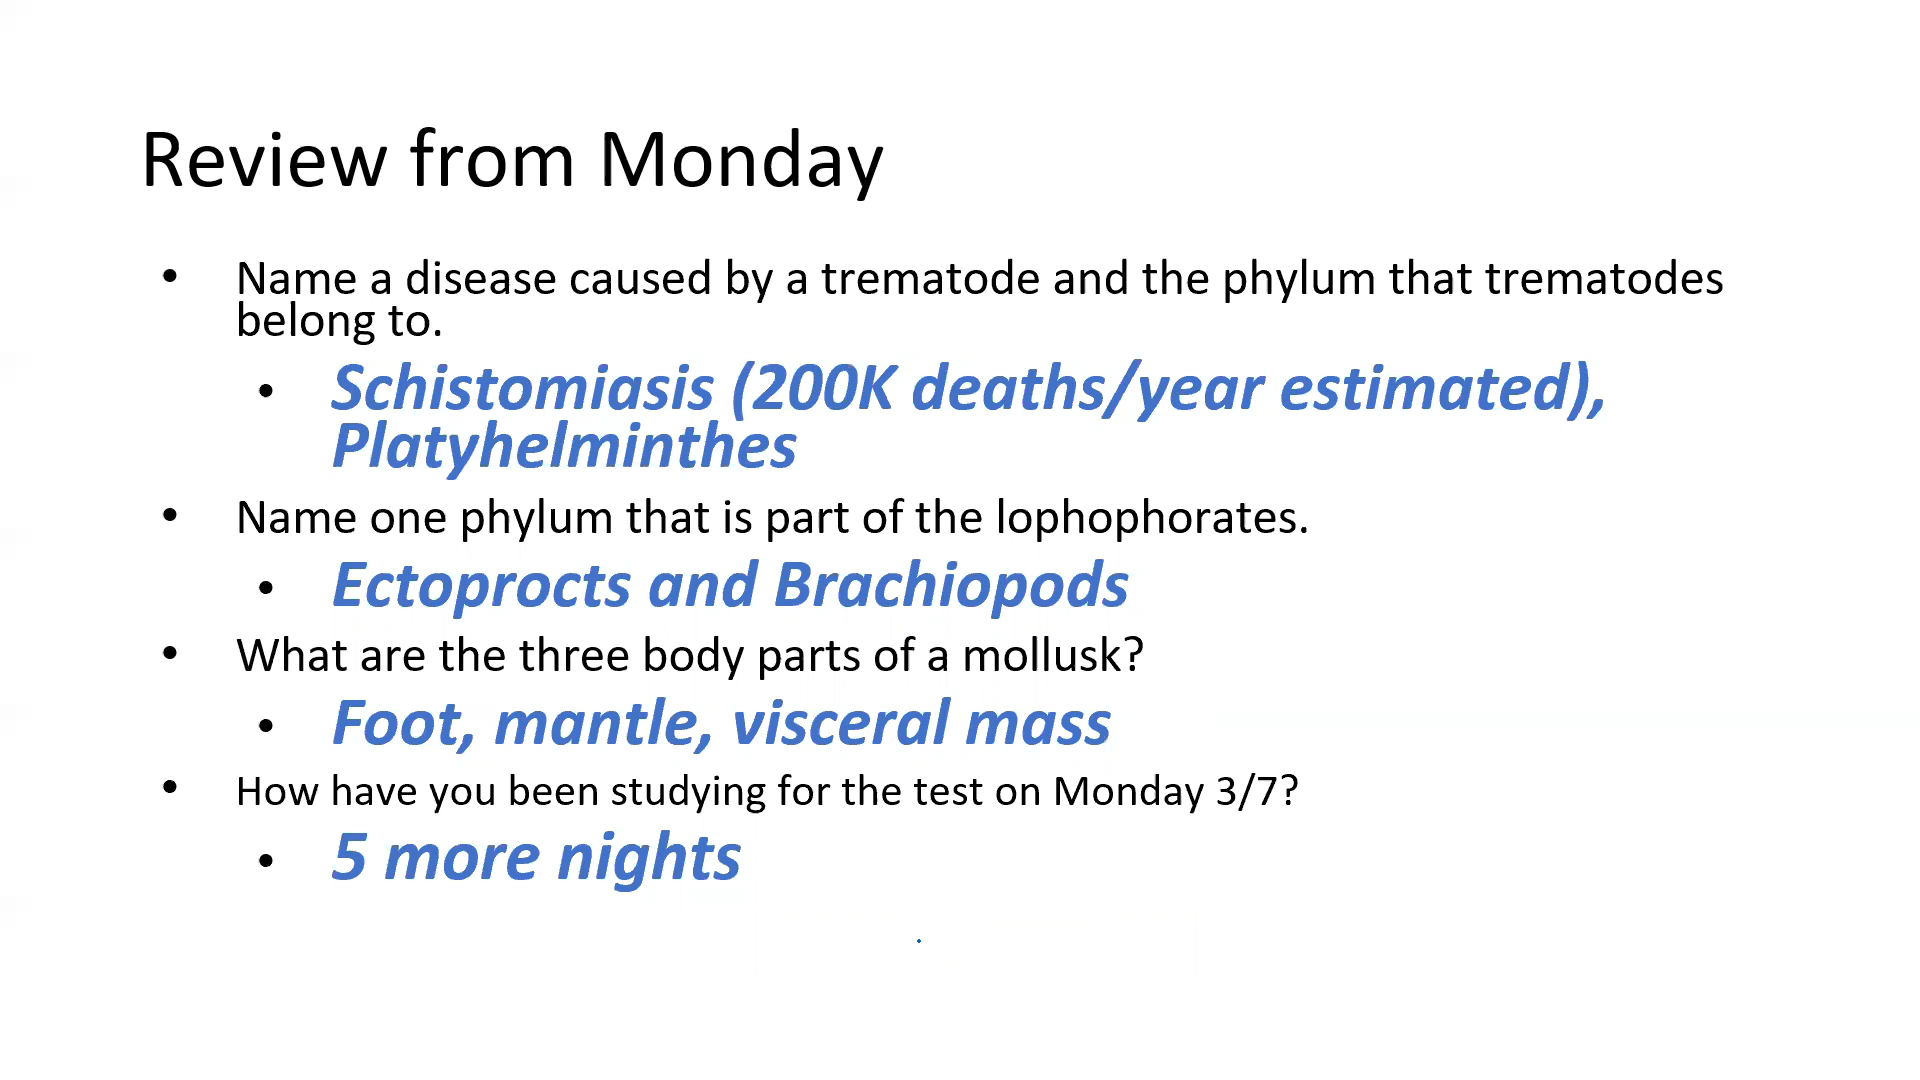 Review from Monday
• Name a disease caused by a trematode and the phylum that trematodes
belong to.
• Schistomiasis (200K deaths/year estimated),
Platyhelminthes
• Name one phylum that is part of the lophophorates.
• Ectoprocts and Brachiopods
• What are the three body parts of a mollusk?
• Foot, mantle, visceral mass
• How have you been studying for the test on Monday 3/7?
• 5 more nights